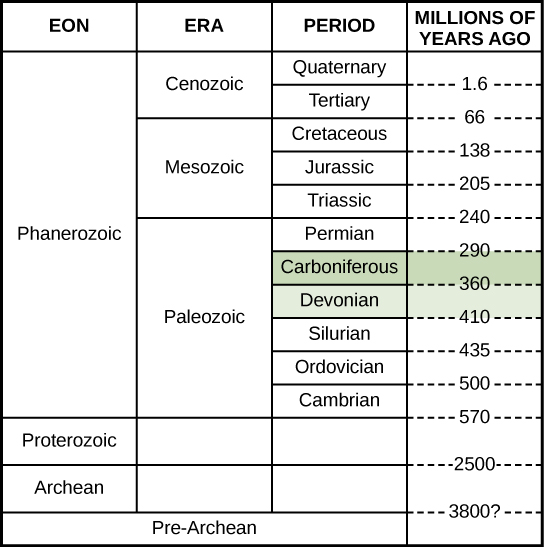 EON
ERA
PERIOD
MILLIONS OF
YEARS AGO
Phanerozoic
Cenozoic
Quaternary
1.6
Tertiary
66
Mesozoic
Cretaceous
138
Jurassic
205
Triassic
240
Paleozoic
Permian
290
Carboniferous
360
Devonian
410
Silurian
435
Ordovician
500
Cambrian
570
Proterozoic
2500
Archean
3800?
Pre-Archean